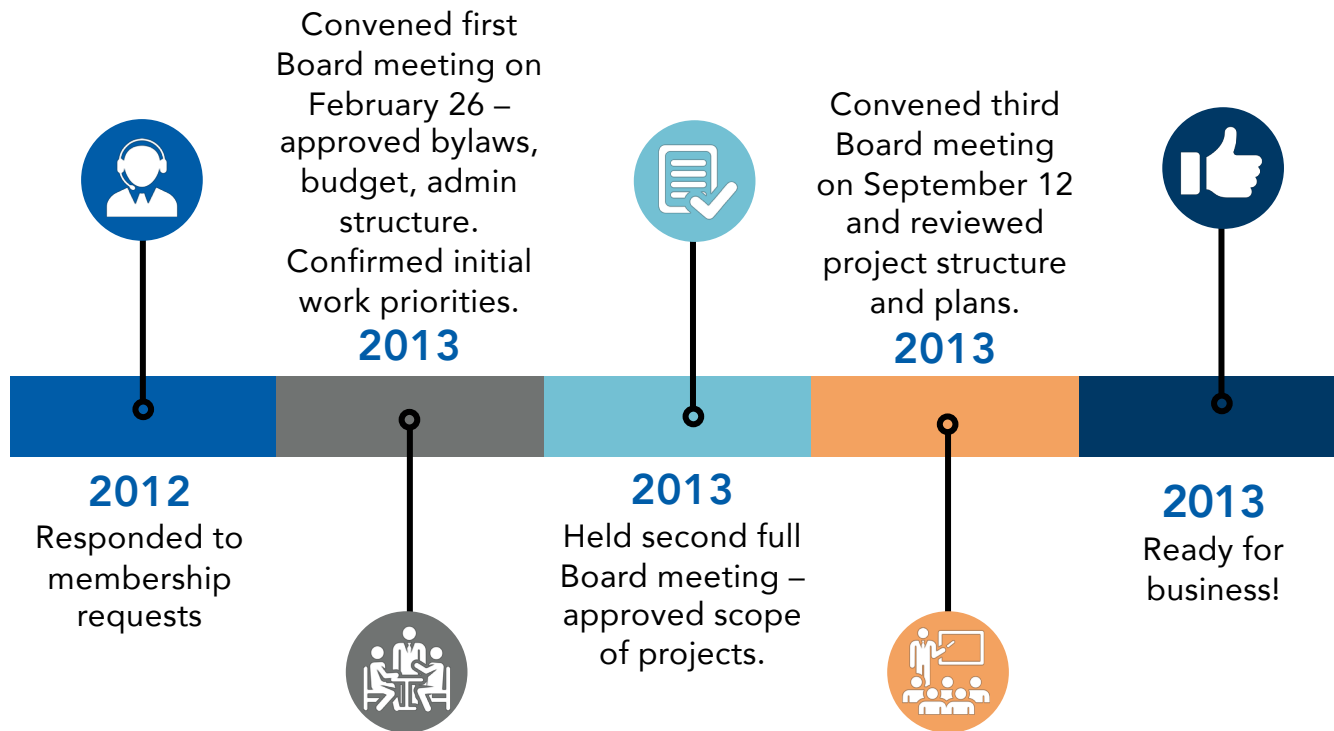 2012
Responded to
membership
requests
Convened first
Board meeting on
February 26 –
approved bylaws,
budget, admin
structure.
Confirmed initial
work priorities.
2013
2013
Held second full
Board meeting –
approved scope
of projects.
Convened third
Board meeting
on September 12
and reviewed
project structure
and plans.
2013
2013
Ready for
business!